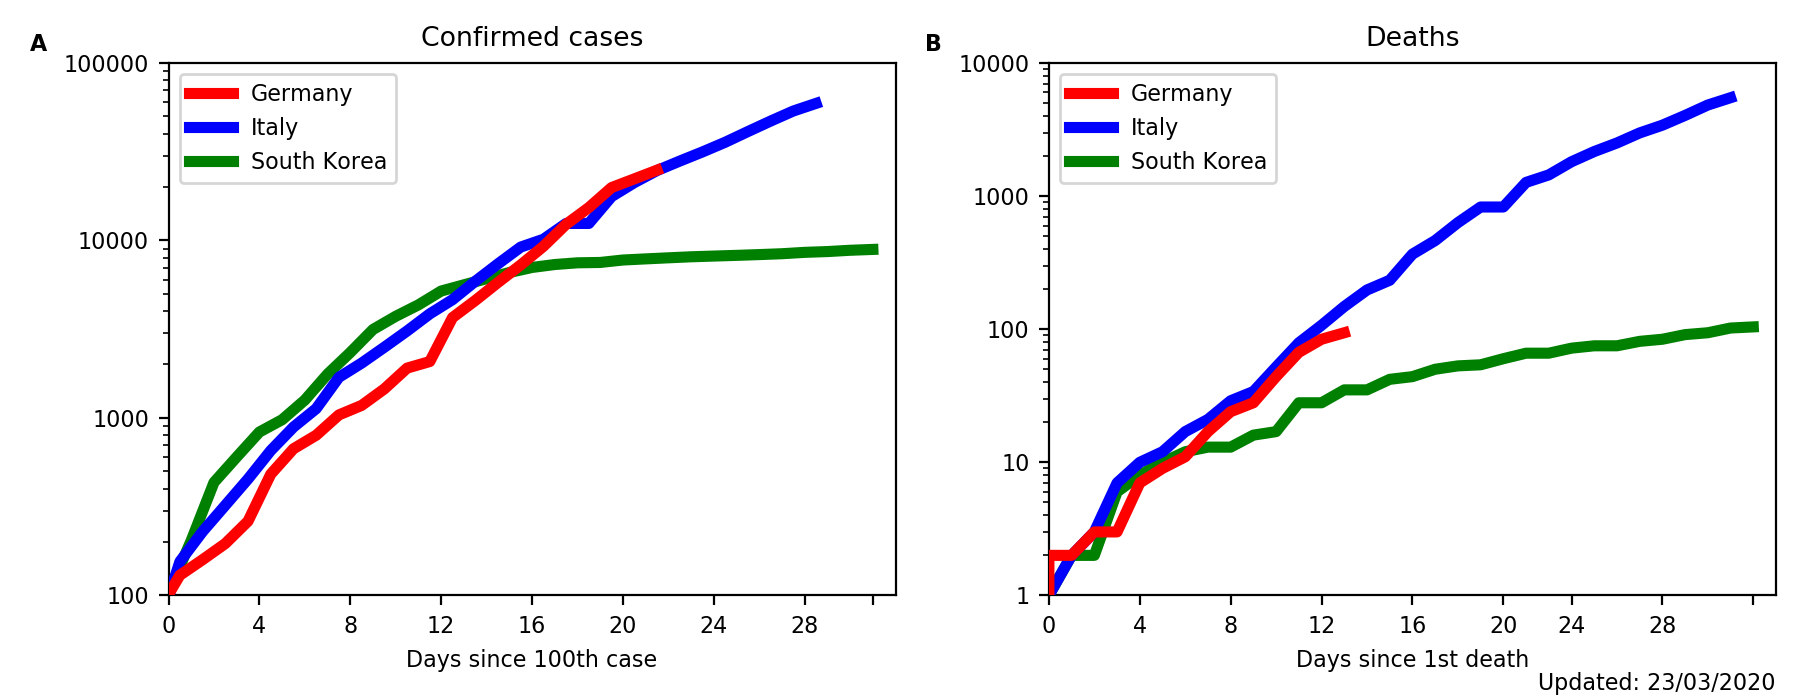 A
Confirmed cases
100000
10000
1000
100
Germany
Italy
South Korea
0 4 8 12 16 20 24 28
Days since 100th case
B
Deaths
10000
1000
100
10
1
Germany
Italy
South Korea
0 4 8 12 16 20 24 28
Days since 1st death
Updated: 23/03/2020